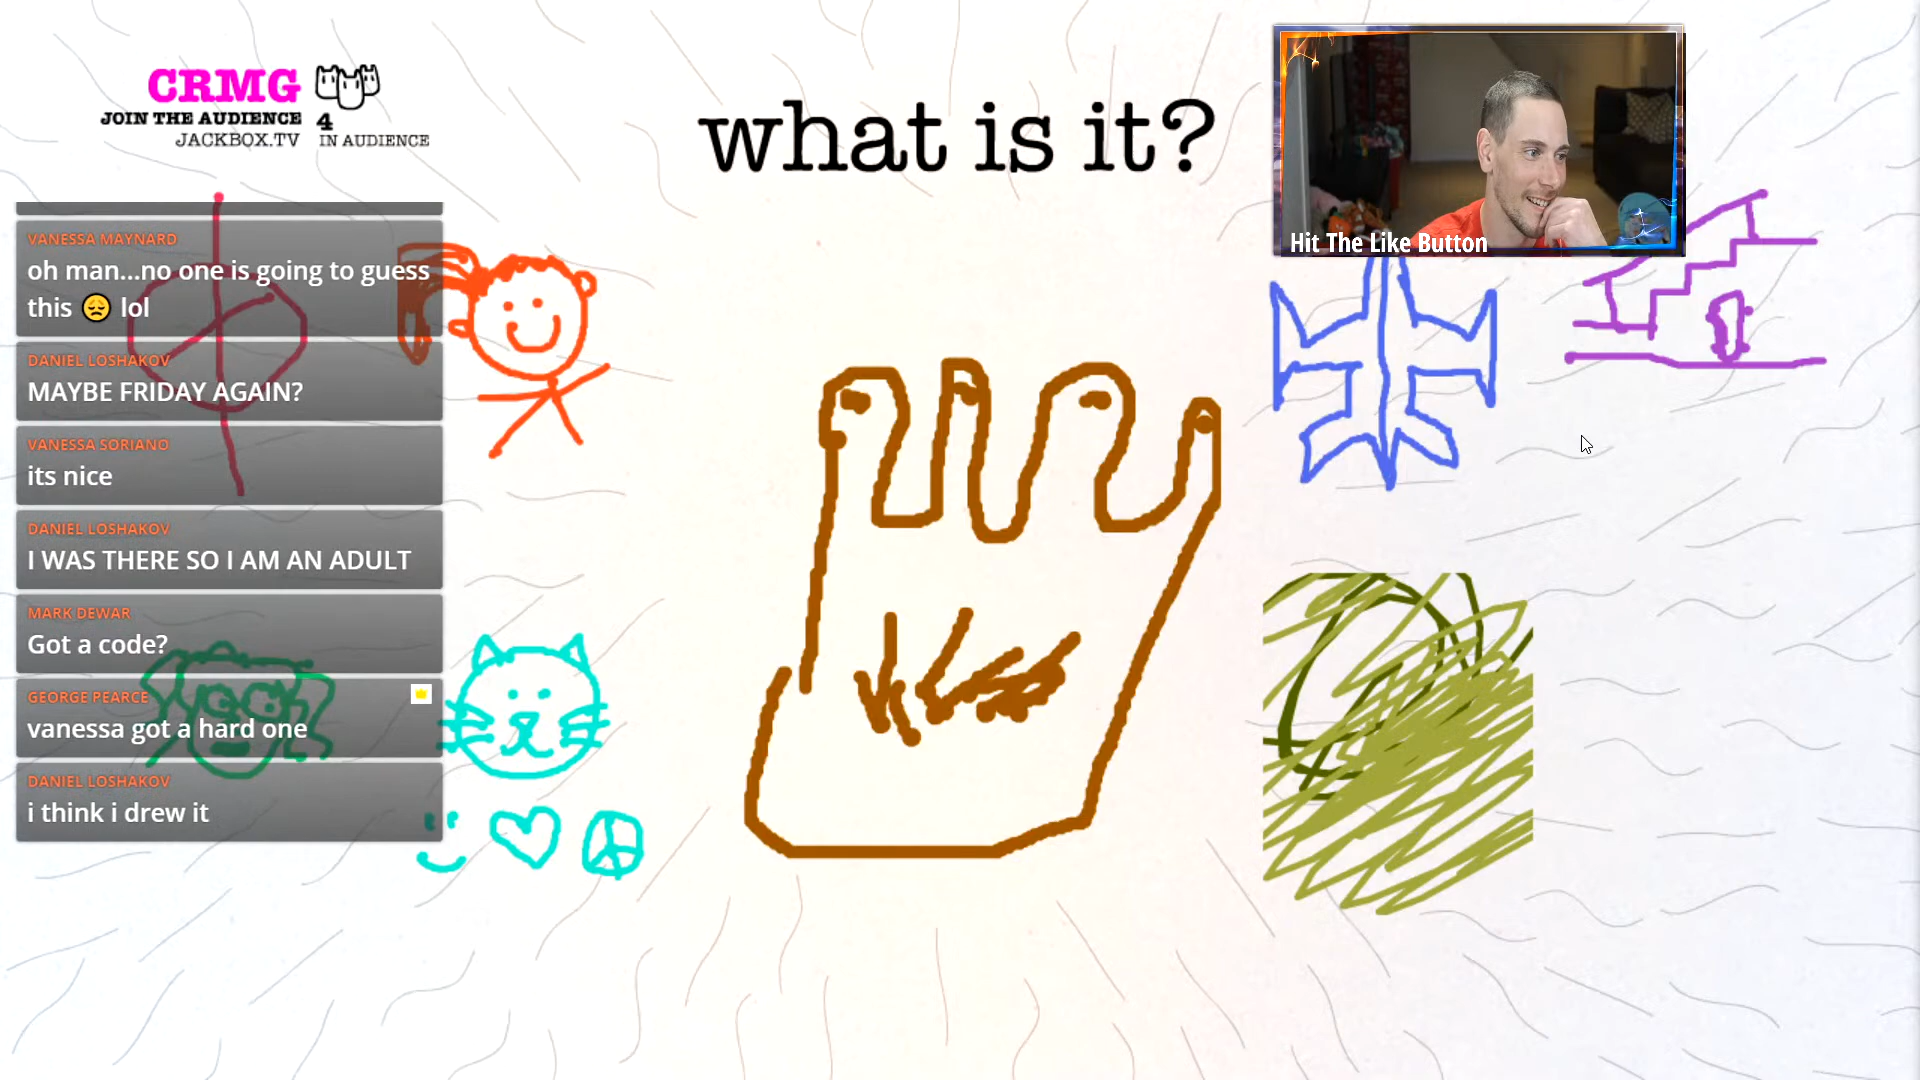 CRMG
JOIN THE AUDIENCE
JACKBOX.TV
4
IN AUDIENCE
what is it?
Hit The Like Button
VANESSA MAYNARD
oh man...no one is going to guess
this 😞 lol
DANIEL LOSHAKOV
MAYBE FRIDAY AGAIN?
VANESSA SORIANO
its nice
DANIEL LOSHAKOV
I WAS THERE SO I AM AN ADULT
MARK DEWAR
Got a code?
GEORGE PEARCE
vanessa got a hard one
DANIEL LOSHAKOV
i think i drew it